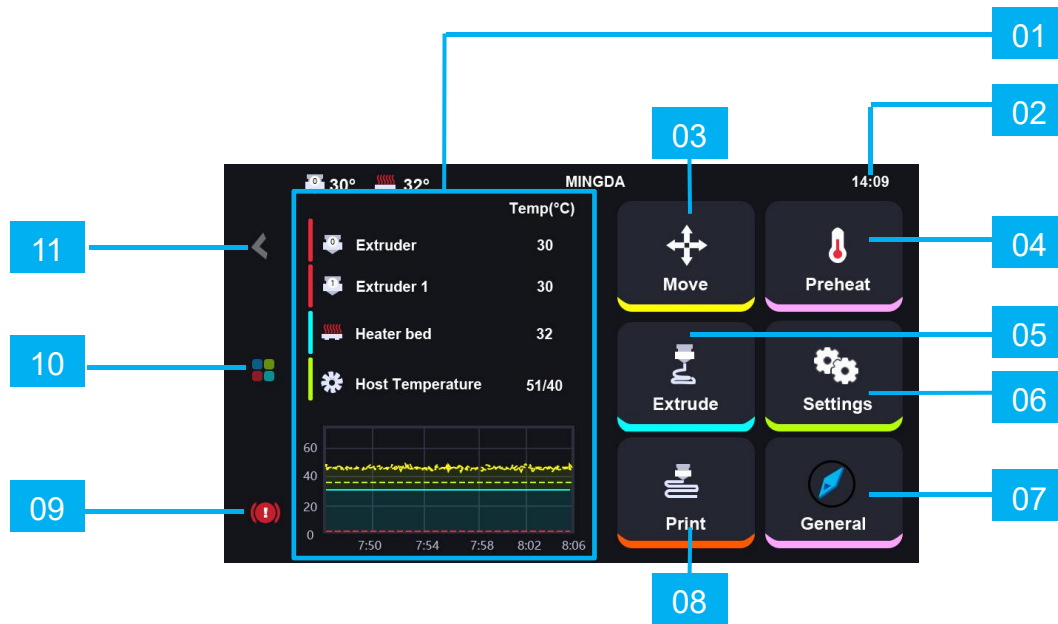 01
02
03
30° 32° MINGDA 14:09
Temp(°C)
0 Extruder 30
1 Extruder 1 30
Heater bed 32
Host Temperature 51/40
60
40
20
0
7:50 7:54 7:58 8:02 8:06
Move
Preheat
Extrude
Settings
Print
General
04
05
06
07
08
09
10
11